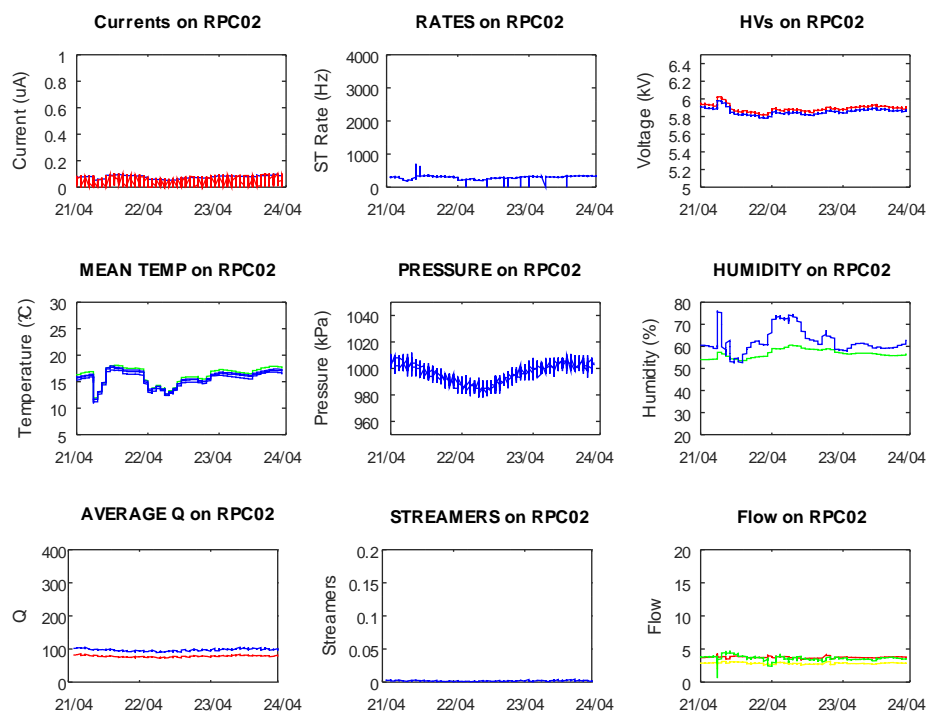 Currents on RPC02
RATES on RPC02
HVs on RPC02
Current (uA)
1
0.8
0.6
0.4
0.2
0
21/04 22/04 23/04 24/04
ST Rate (Hz)
4000
3000
2000
1000
0
21/04 22/04 23/04 24/04
Voltage (kV)
6.4
6.2
6
5.8
5.6
5.4
5.2
5
21/04 22/04 23/04 24/04
MEAN TEMP on RPC02
PRESSURE on RPC02
HUMIDITY on RPC02
Temperature (?C)
30
25
20
15
10
5
21/04 22/04 23/04 24/04
Pressure (kPa)
1040
1020
1000
980
960
21/04 22/04 23/04 24/04
Humidity (%)
80
70
60
50
40
30
20
21/04 22/04 23/04 24/04
AVERAGE Q on RPC02
STREAMERS on RPC02
Flow on RPC02
Q
400
300
200
100
0
21/04 22/04 23/04 24/04
Streamers
0.2
0.15
0.1
0.05
0
21/04 22/04 23/04 24/04
Flow
20
15
10
5
0
21/04 22/04 23/04 24/04